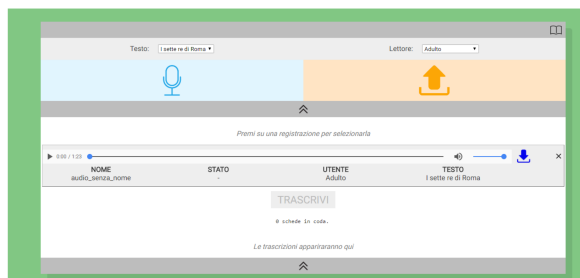 Testo: I sette re di Roma Lettore: Adulto
Premi su una registrazione per selezionarla
0:00 / 1:23
NOME STATO UTENTE TESTO
audio_senza_nome - Adulto I sette re di Roma
TRASCRIVI
0 schede in coda.
Le trascrizioni appariranno qui